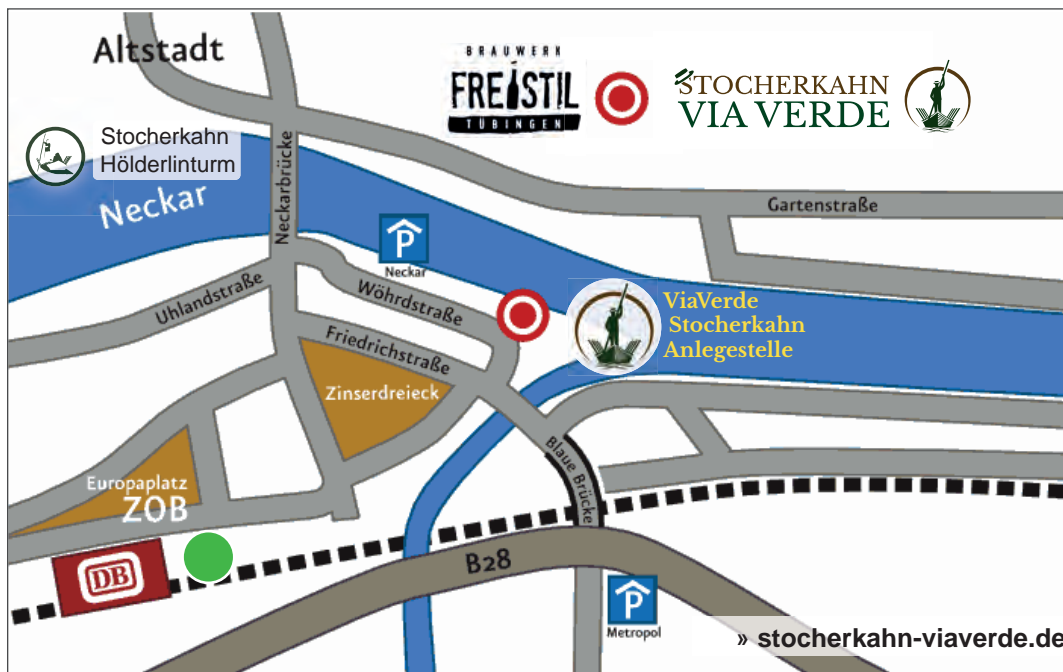 Altstadt
BRAUWERK
FREISTIL
TÜBINGEN
STOCHERKAHN
VIA VERDE
Stocherkahn
Hölderlinturm
Neckar
Neckarbrücke
Gartenstraße
P
Neckar
Uhlandstraße
Wöhrdstraße
ViaVerde
Stocherkahn
Anlegestelle
Friedrichstraße
Zinserdreieck
Blaue Brücke
Europaplatz
ZOB
DB
B28
P
Metropol
» stocherkahn-viaverde.de